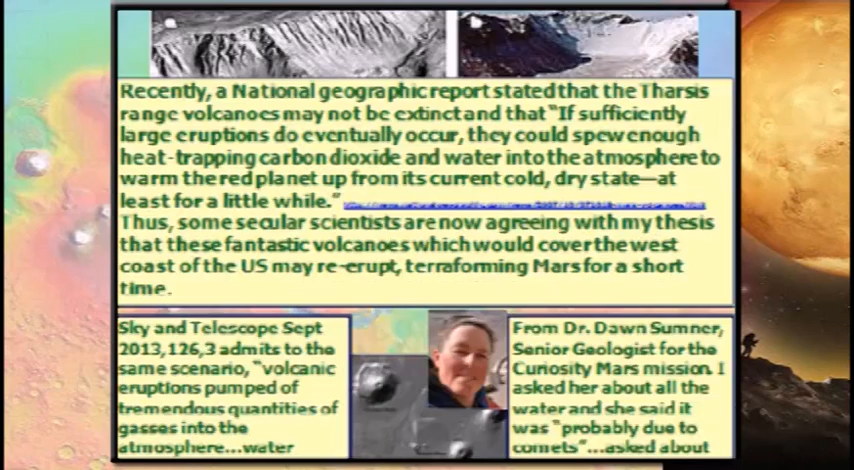 Recently, a National geographic report stated that the Tharsis
range volcanoes may not be extinct and that "If sufficiently
large eruptions do eventually occur, they could spew enough
heat-trapping carbon dioxide and water into the atmosphere to
warm the red planet up from its current cold, dry state—at
least for a little while."
Thus, some secular scientists are now agreeing with my thesis
that these fantastic volcanoes which would cover the west
coast of the US may re-erupt, terraforming Mars for a short
time.
Sky and Telescope Sept
2013,126,3 admits to the
same scenario, "volcanic
eruptions pumped of
tremendous quantities of
gasses into the
atmosphere...water
From Dr. Dawn Sumner,
Senior Geologist for the
Curiosity Mars mission. I
asked her about all the
water and she said it
was "probably due to
comets"...asked about